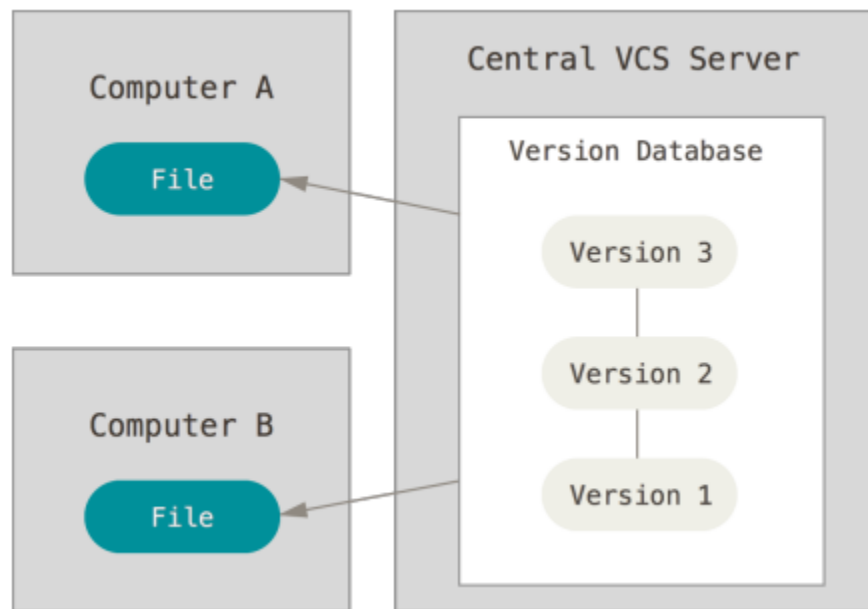 Computer A
File
Computer B
File
Central VCS Server
Version Database
Version 3
Version 2
Version 1